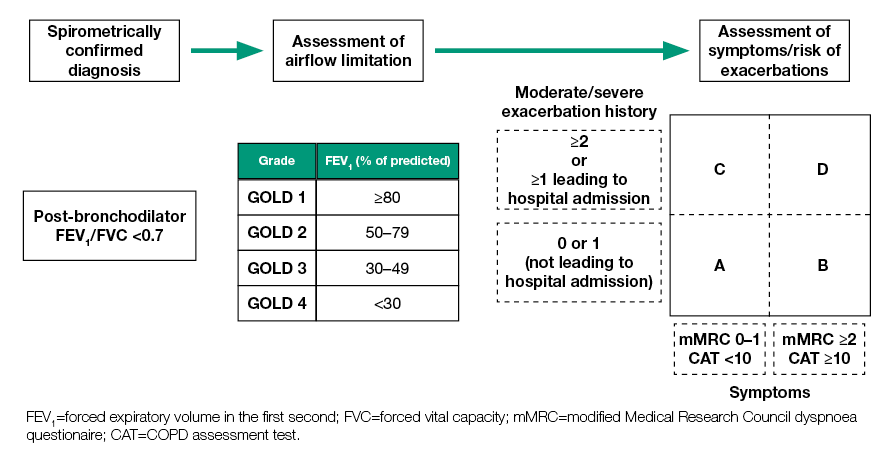 Spirometrically
confirmed
diagnosis
Assessment of
airflow limitation
Assessment of
symptoms/risk of
exacerbations
Post-bronchodilator
FEV₁/FVC <0.7
Grade FEV₁ (% of predicted)
GOLD 1 ≥80
GOLD 2 50–79
GOLD 3 30–49
GOLD 4 <30
Moderate/severe
exacerbation history
≥2
or
≥1 leading to
hospital admission
0 or 1
(not leading to
hospital admission)
C D
A B
mMRC 0–1
CAT <10
mMRC ≥2
CAT ≥10
Symptoms
FEV₁=forced expiratory volume in the first second; FVC=forced vital capacity; mMRC=modified Medical Research Council dyspnoea
questionaire; CAT=COPD assessment test.